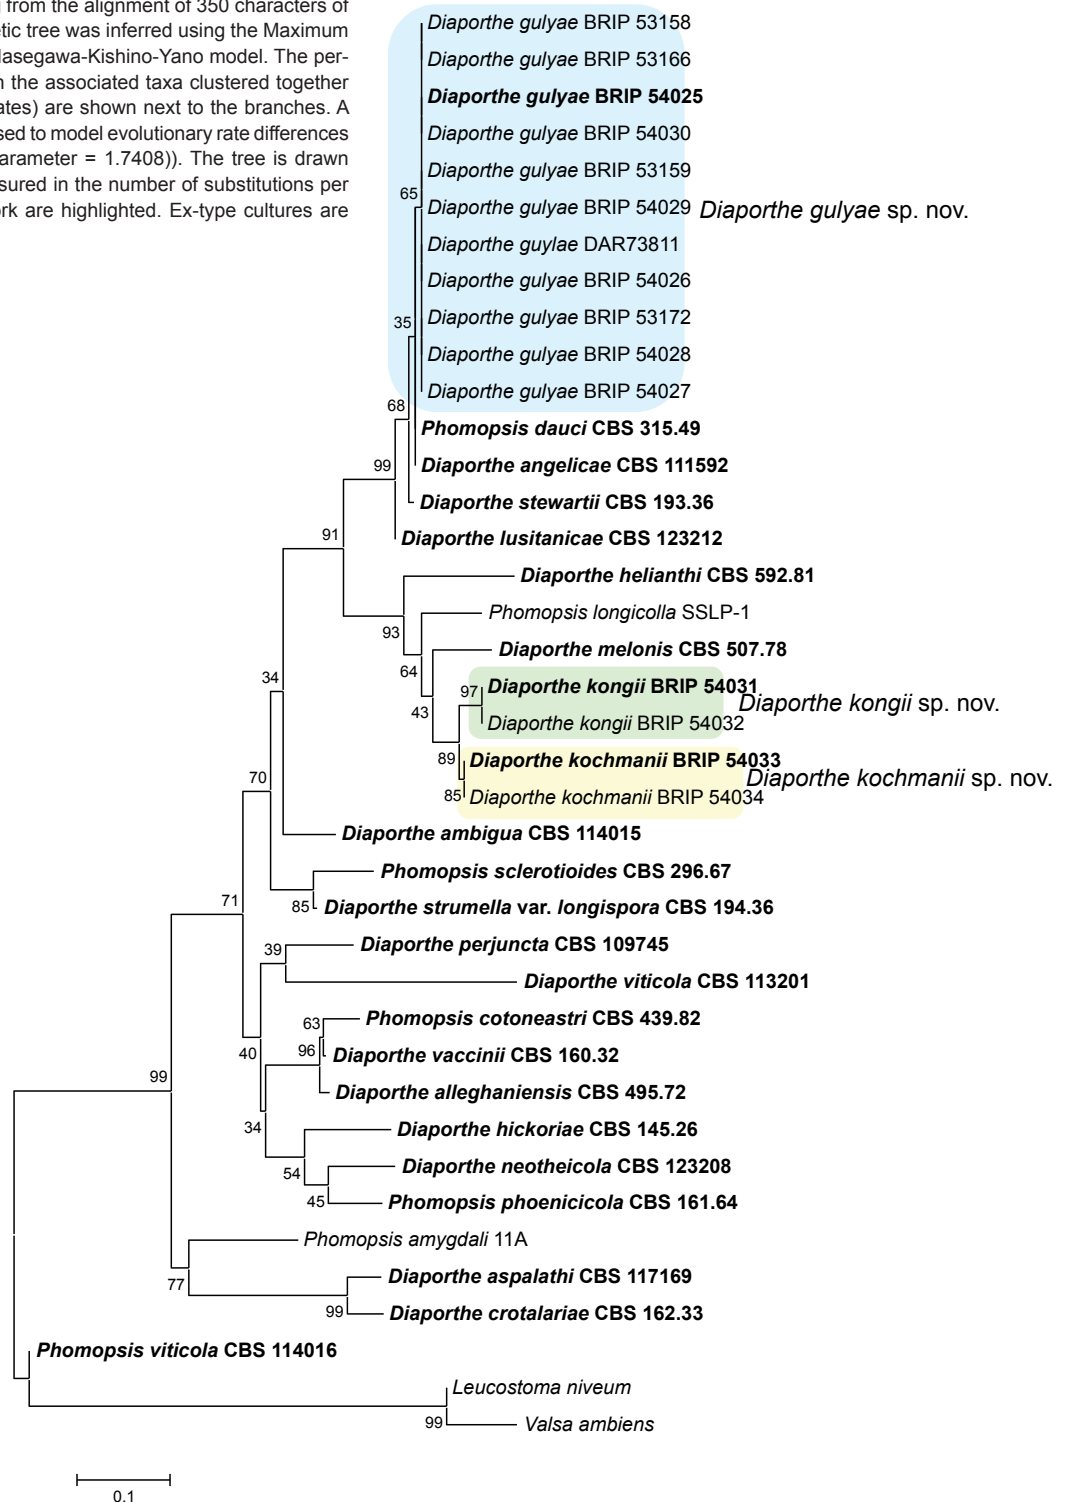 from the alignment of 350 characters of
etic tree was inferred using the Maximum
Hasegawa-Kishino-Yano model. The per-
the associated taxa clustered together
ates) are shown next to the branches. A
sed to model evolutionary rate differences
arameter = 1.7408)). The tree is drawn
sured in the number of substitutions per
rk are highlighted. Ex-type cultures are
Diaporthe gulyae BRIP 53158
Diaporthe gulyae BRIP 53166
Diaporthe gulyae BRIP 54025
Diaporthe gulyae BRIP 54030
Diaporthe gulyae BRIP 53159
65
Diaporthe gulyae BRIP 54029 Diaporthe gulyae sp. nov.
Diaporthe guylae DAR73811
Diaporthe gulyae BRIP 54026
Diaporthe gulyae BRIP 53172
35
Diaporthe gulyae BRIP 54028
Diaporthe gulyae BRIP 54027
68
Phomopsis dauci CBS 315.49
99
Diaporthe angelicae CBS 111592
Diaporthe stewartii CBS 193.36
91
Diaporthe lusitanicae CBS 123212
Diaporthe helianthi CBS 592.81
Phomopsis longicolla SSLP-1
93
Diaporthe melonis CBS 507.78
64
34
97
Diaporthe kongii BRIP 54031
Diaporthe kongii sp. nov.
43
Diaporthe kongii BRIP 54032
89
Diaporthe kochmanii BRIP 54033
70
Diaporthe kochmanii sp. nov.
85
Diaporthe kochmanii BRIP 54034
Diaporthe ambigua CBS 114015
Phomopsis sclerotioides CBS 296.67
71
85
Diaporthe strumella var. longispora CBS 194.36
39
Diaporthe perjuncta CBS 109745
Diaporthe viticola CBS 113201
63
Phomopsis cotoneastri CBS 439.82
40
96
Diaporthe vaccinii CBS 160.32
99
Diaporthe alleghaniensis CBS 495.72
34
Diaporthe hickoriae CBS 145.26
54
Diaporthe neotheicola CBS 123208
45
Phomopsis phoenicicola CBS 161.64
Phomopsis amygdali 11A
77
Diaporthe aspalathi CBS 117169
99
Diaporthe crotalariae CBS 162.33
Phomopsis viticola CBS 114016
Leucostoma niveum
99
Valsa ambiens
0.1